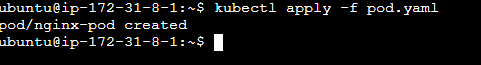 ubuntu@ip-172-31-8-1:~$ kubectl apply -f pod.yaml
pod/nginx-pod created
ubuntu@ip-172-31-8-1:~$